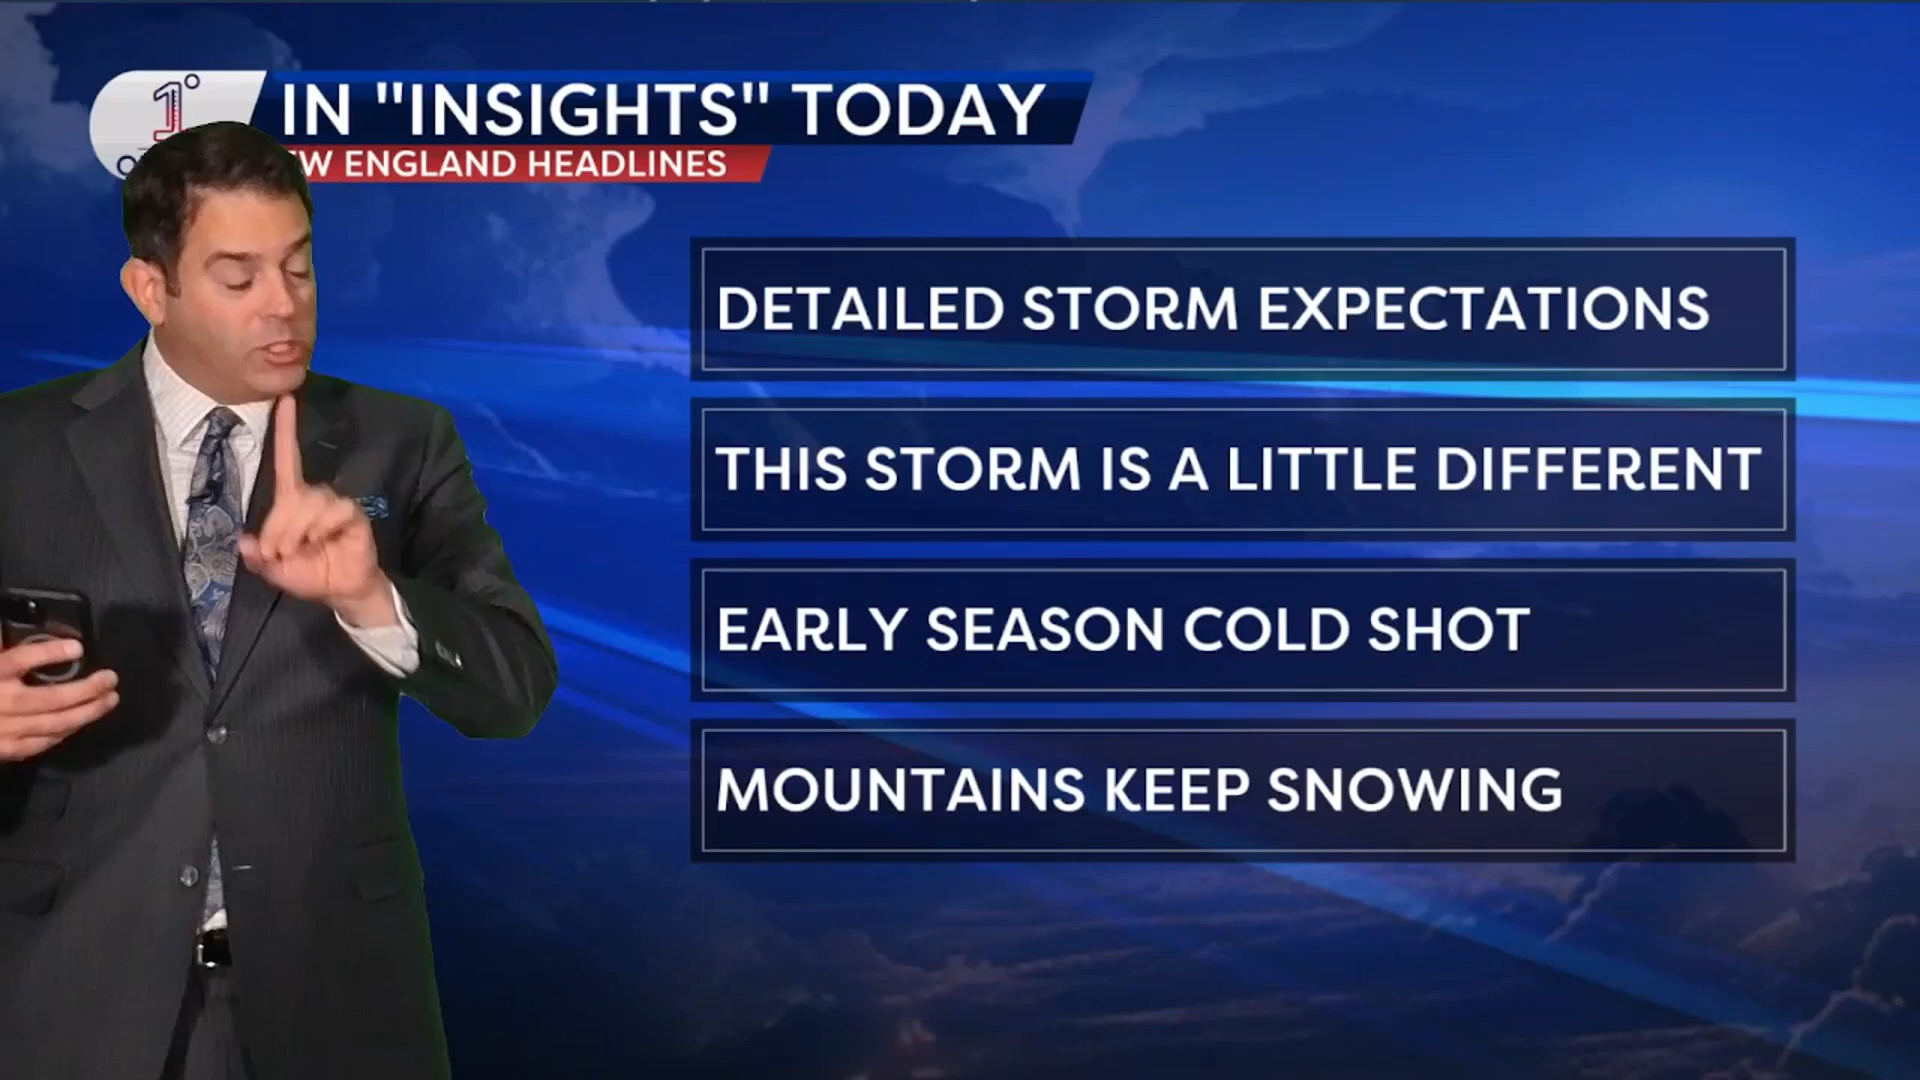 1°
IN "INSIGHTS" TODAY
W ENGLAND HEADLINES
DETAILED STORM EXPECTATIONS
THIS STORM IS A LITTLE DIFFERENT
EARLY SEASON COLD SHOT
MOUNTAINS KEEP SNOWING